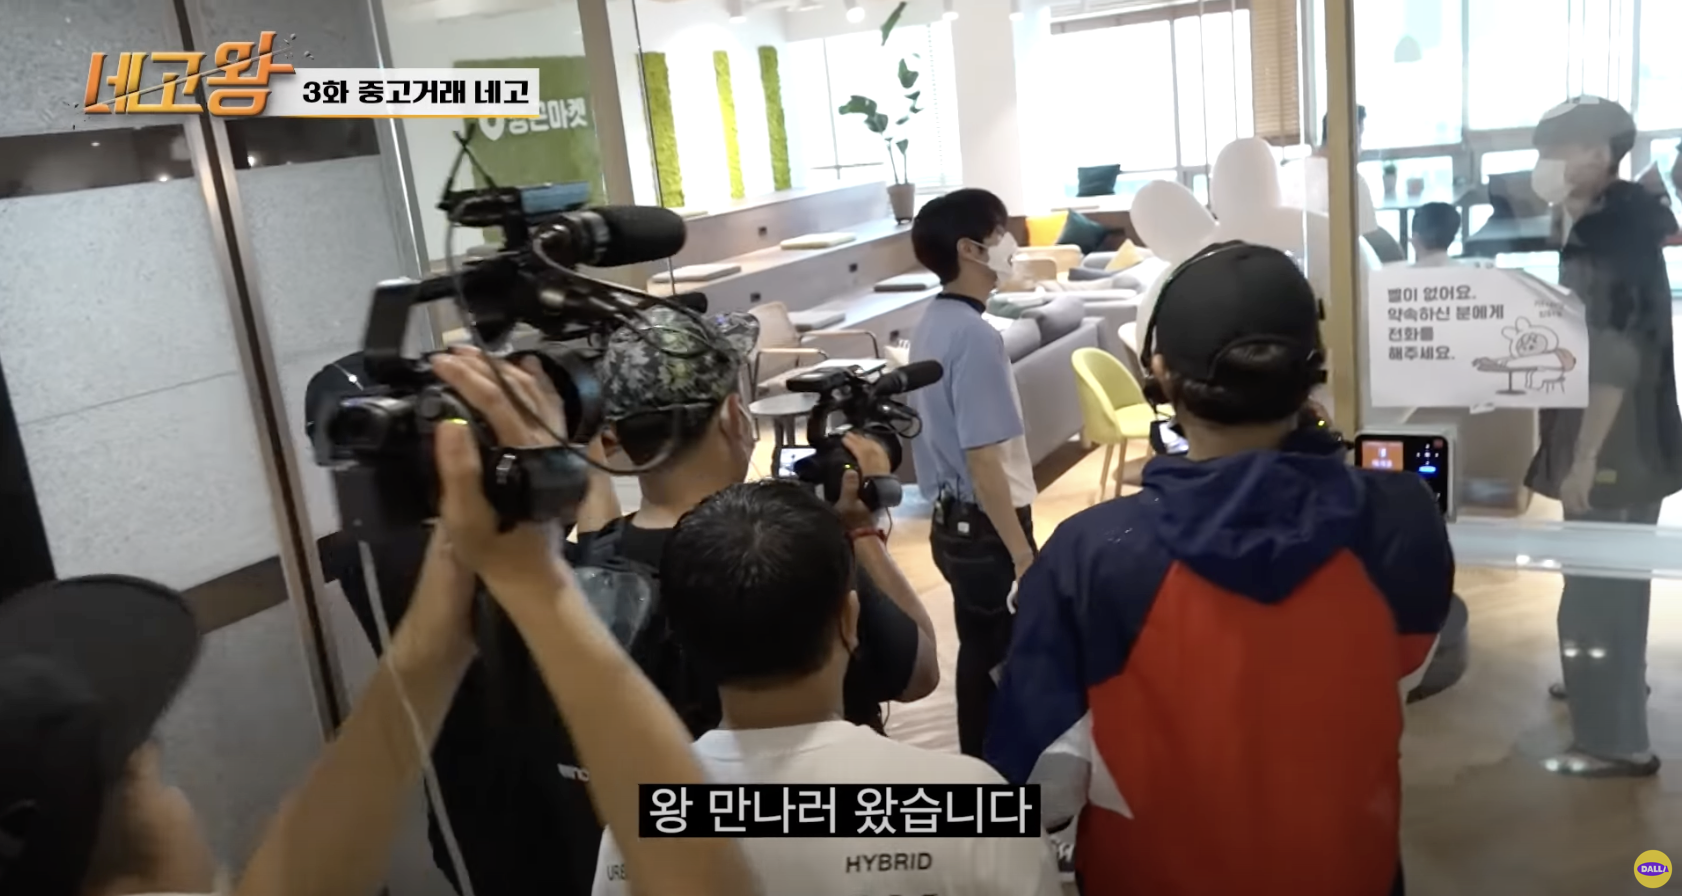 네고왕
3화 중고거래 네고
당근마켓
벨이 없어요.
약속하신 분에게
전화를
해주세요.
왕 만나러 왔습니다
HYBRID
DALLA